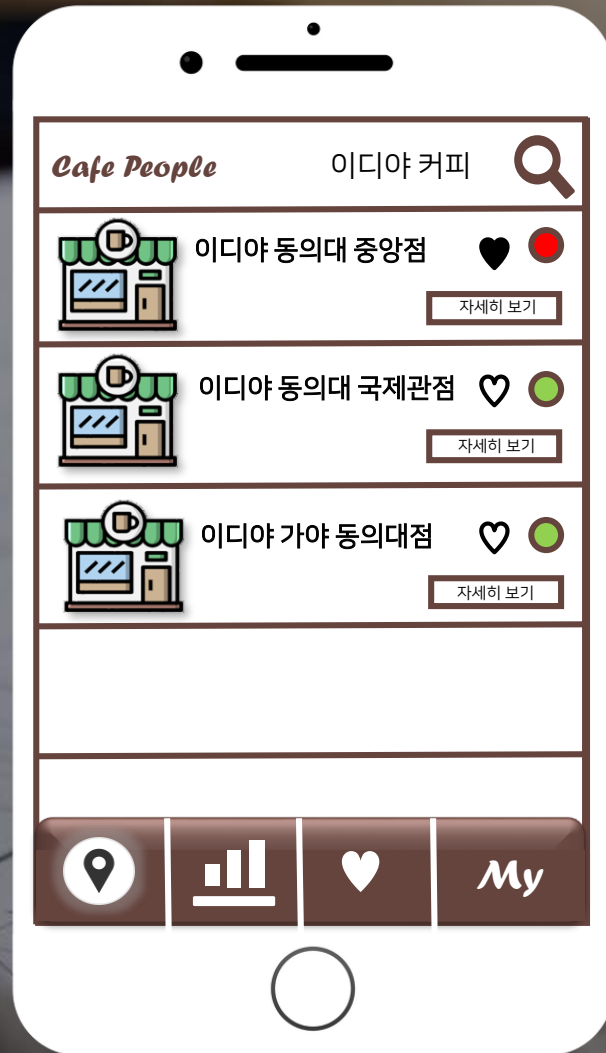 Cafe People 이디야 커피
이디야 동의대 중앙점
자세히 보기
이디야 동의대 국제관점
자세히 보기
이디야 가야 동의대점
자세히 보기
My